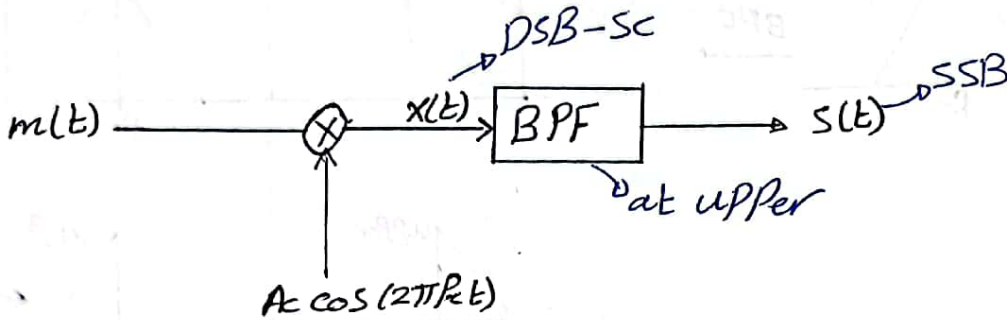 DSB-SC
SSB
m(t)
x(t)
BPF
S(t)
at upper
Ac cos(2πfct)